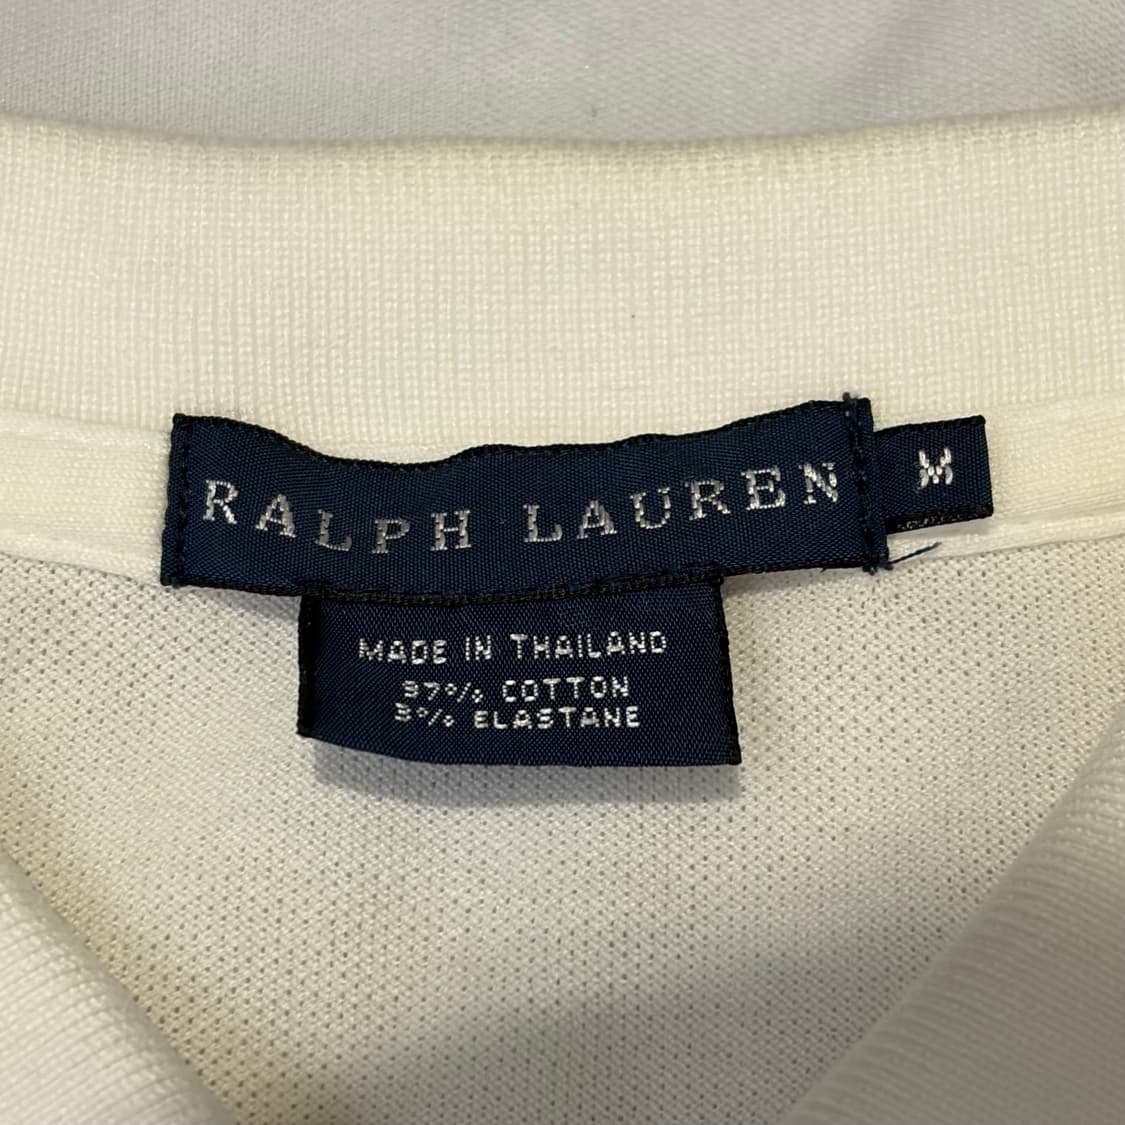 RALPH LAUREN
M
MADE IN THAILAND
97% COTTON
3% ELASTANE